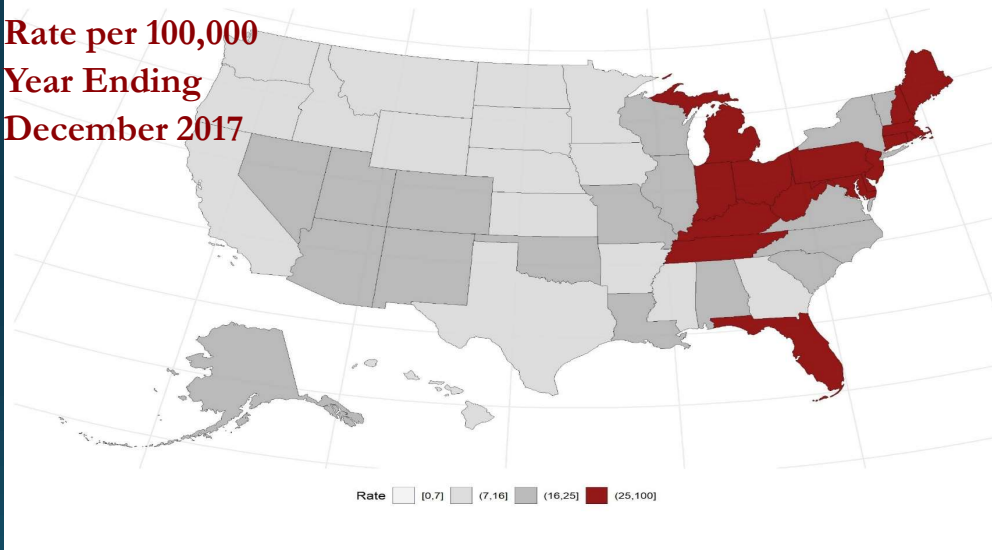 Rate per 100,000
Year Ending
December 2017
Rate [0,7] (7,16] (16,25] (25,100]